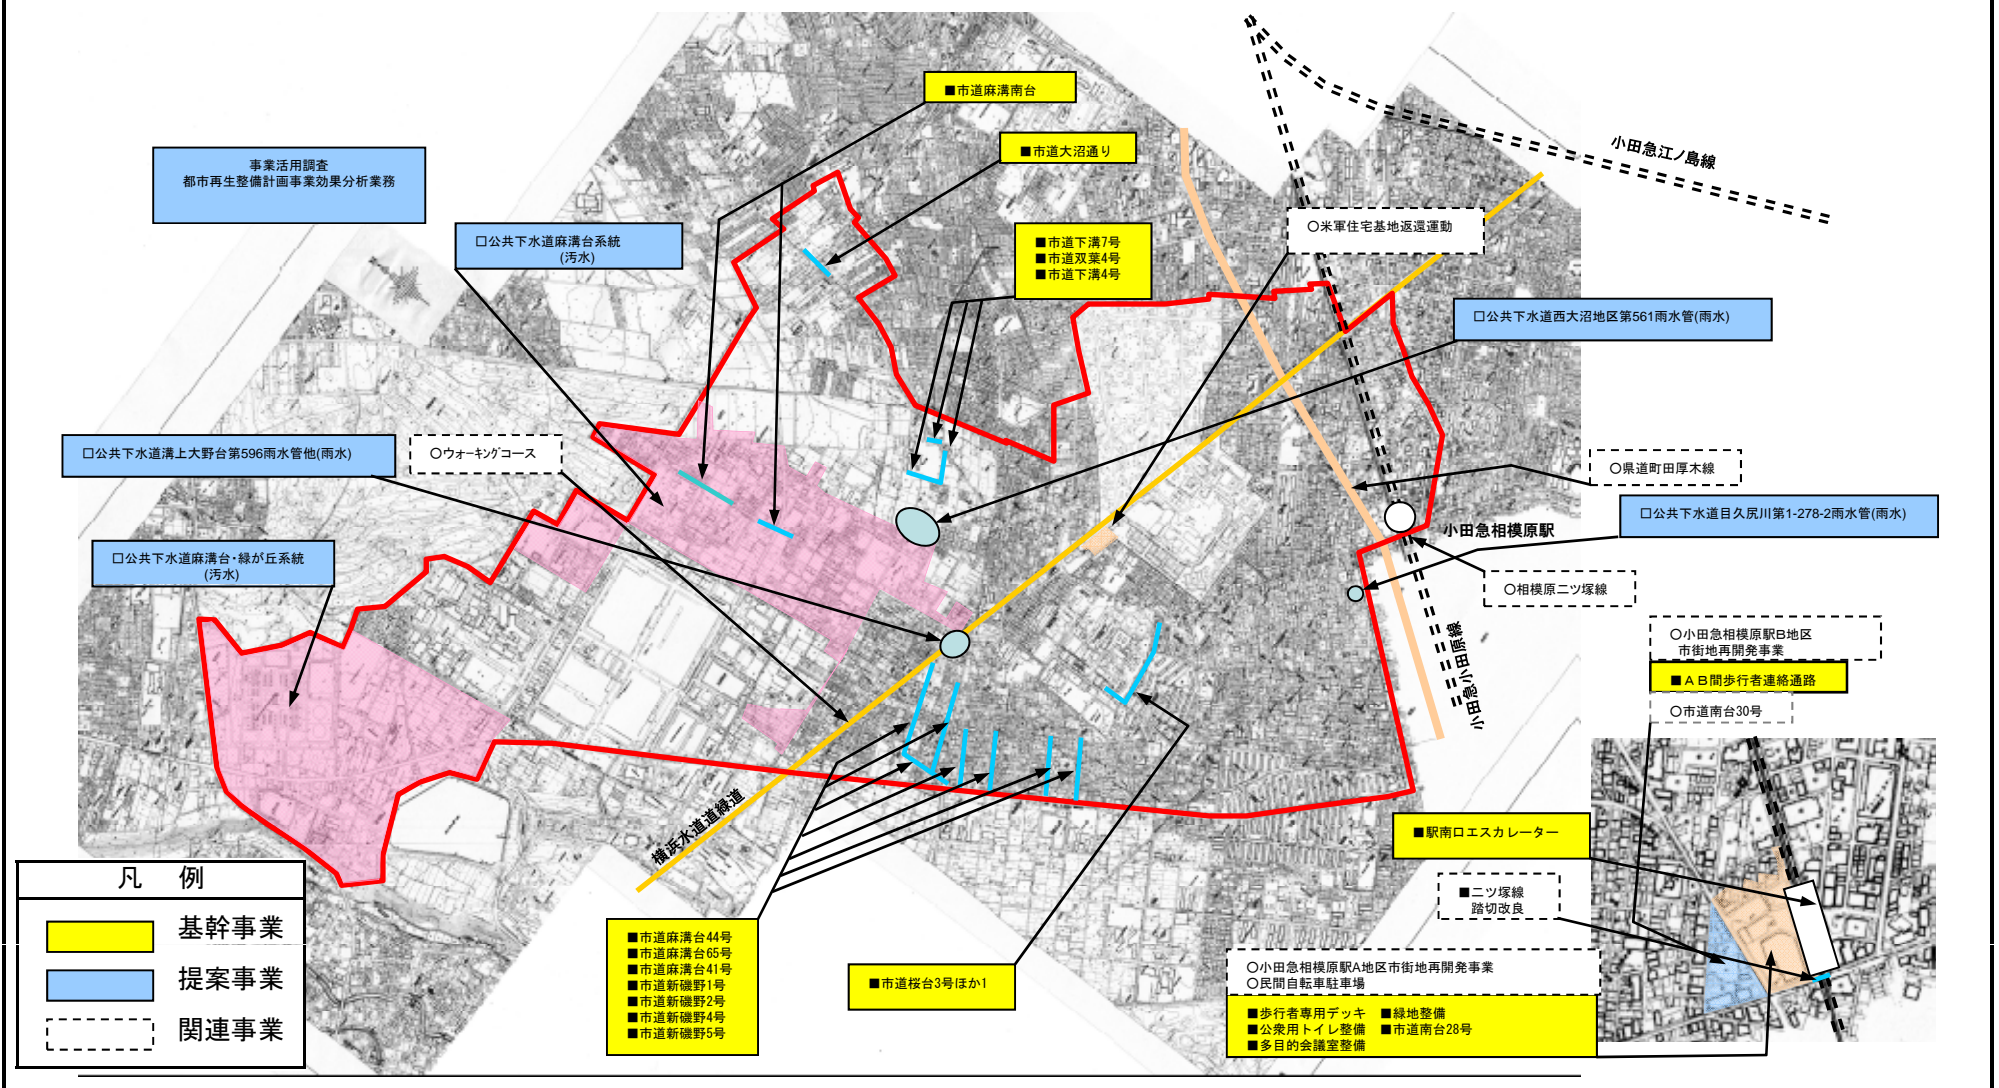 ■市道麻溝南台
■市道大沼通り
小田急江ノ島線
事業活用調査
都市再生整備計画事業効果分析業務
□公共下水道麻溝台系統
(汚水)
■市道下溝7号
■市道双葉4号
■市道下溝4号
○米軍住宅基地返還運動
□公共下水道西大沼地区第561雨水管(雨水)
□公共下水道溝上大野台第596雨水管他(雨水)
○ウォーキングコース
○県道町田厚木線
□公共下水道目久尻川第1-278-2雨水管(雨水)
小田急相模原駅
□公共下水道麻溝台・緑が丘系統
(汚水)
○相模原二ツ塚線
小田急小田原線
○小田急相模原駅B地区
市街地再開発事業
■ＡＢ間歩行者連絡通路
○市道南台30号
横浜水道道緑道
■駅南口エスカレーター
■二ツ塚線
踏切改良
■市道麻溝台44号
■市道麻溝台65号
■市道麻溝台41号
■市道新磯野1号
■市道新磯野2号
■市道新磯野4号
■市道新磯野5号
■市道桜台3号ほか1
○小田急相模原駅A地区市街地再開発事業
○民間自転車駐車場
■歩行者専用デッキ ■緑地整備
■公衆用トイレ整備 ■市道南台28号
■多目的会議室整備
凡 例
基幹事業
提案事業
関連事業